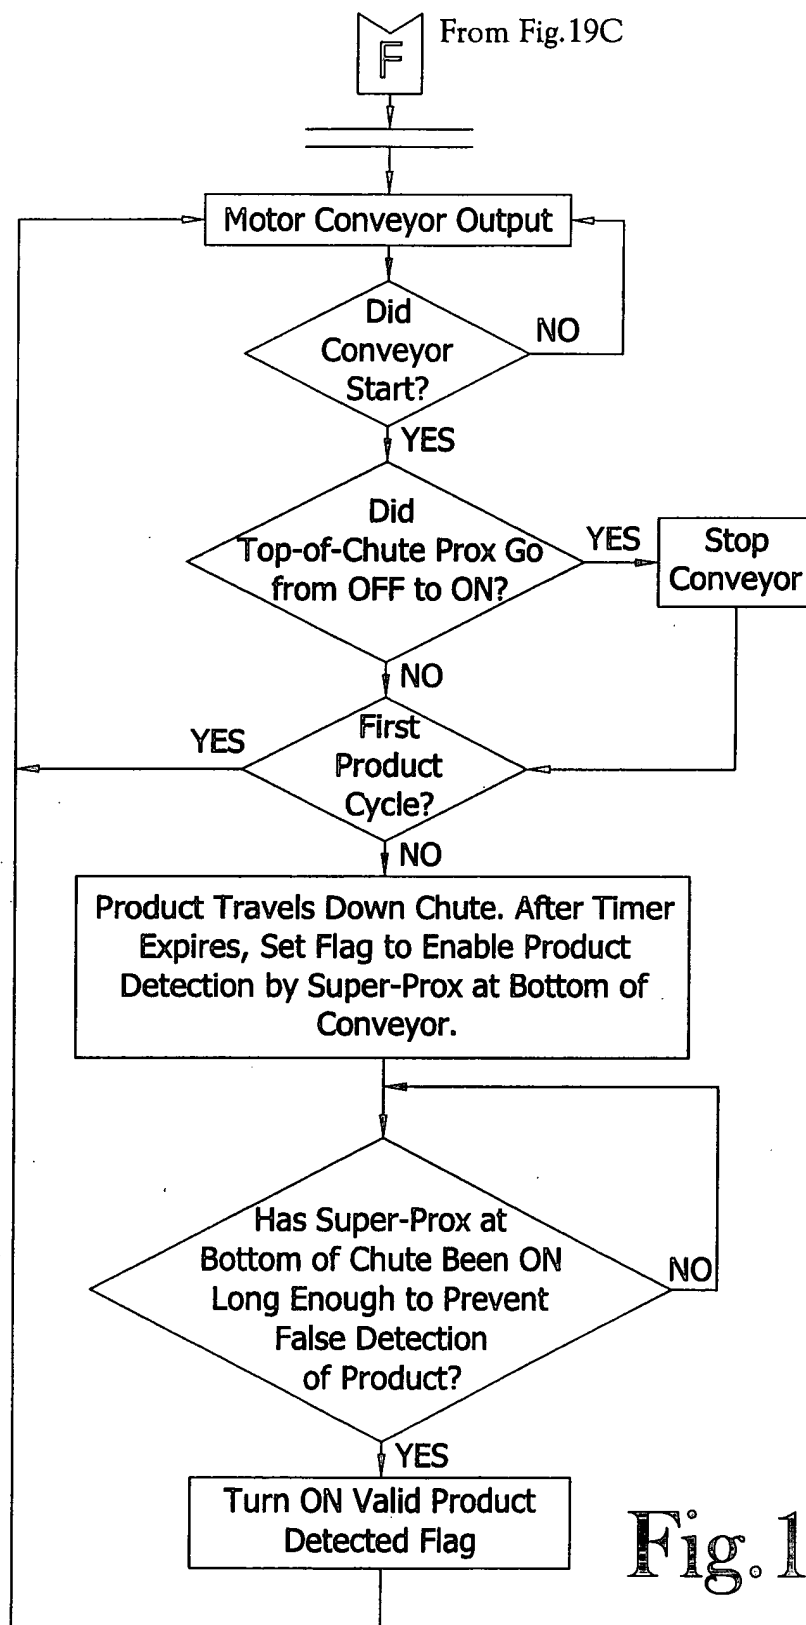 From Fig.19C
F
Motor Conveyor Output
Did
Conveyor
Start?
NO
YES
Did
Top-of-Chute Prox Go
from OFF to ON?
YES
Stop
Conveyor
NO
First
Product
Cycle?
YES
NO
Product Travels Down Chute. After Timer
Expires, Set Flag to Enable Product
Detection by Super-Prox at Bottom of
Conveyor.
Has Super-Prox at
Bottom of Chute Been ON
Long Enough to Prevent
False Detection
of Product?
NO
YES
Turn ON Valid Product
Detected Flag
Fig.1